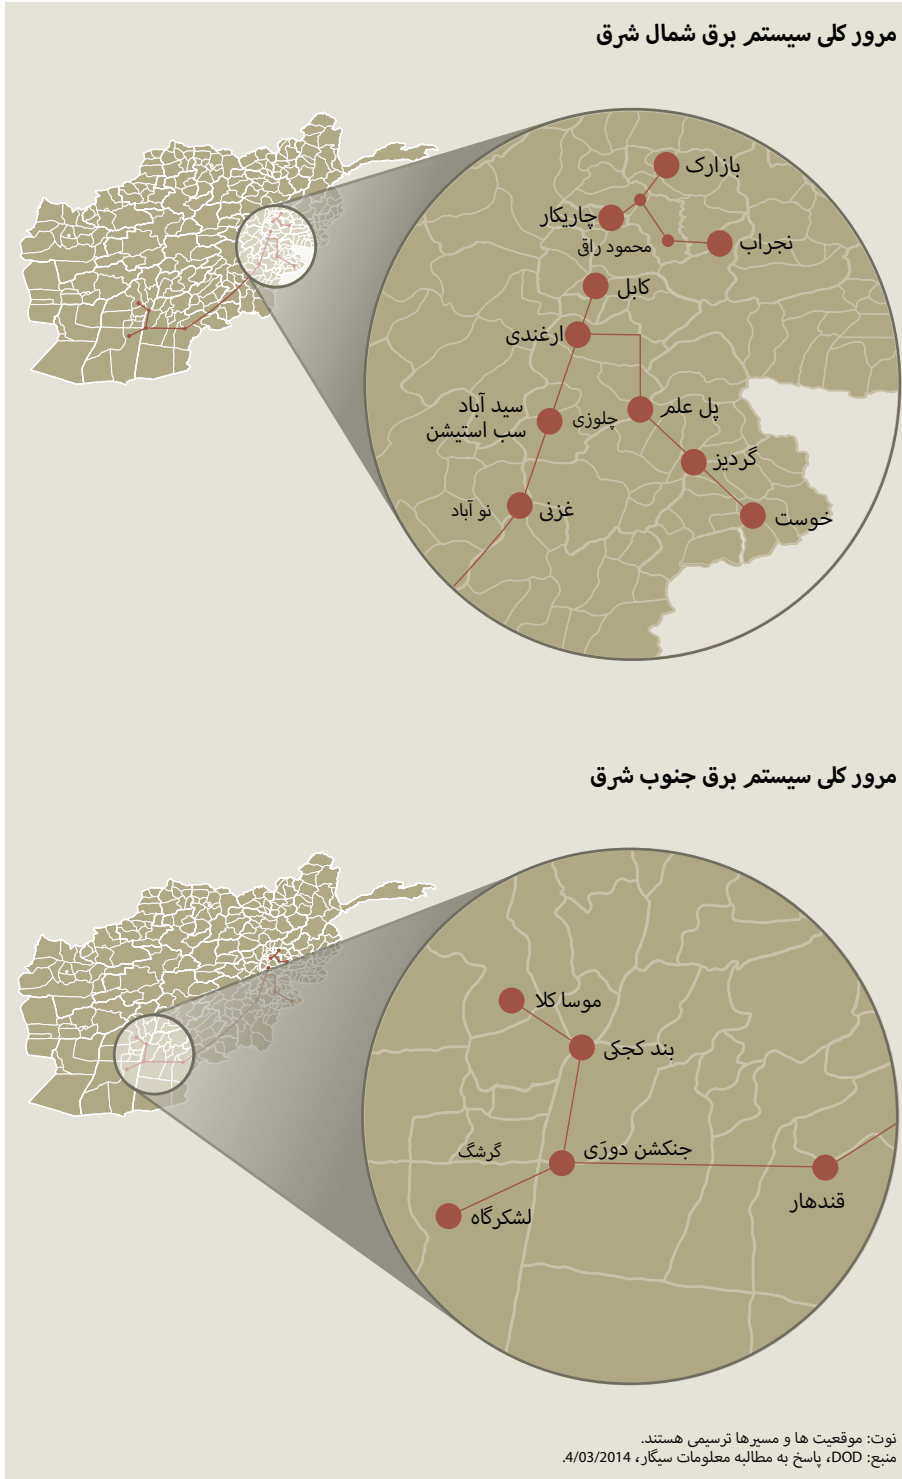 مرور کلی سیستم برق شمال شرق
بازارک
چاریکار
نجراب
محمود راقی
کابل
ارغندی
پل علم
سید آباد
سب استیشن
چلوزی
گردیز
غزنی
نو آباد
خوست
مرور کلی سیستم برق جنوب شرق
موسا کلا
بند کجکی
جنکشن دورَی
گرشگ
قندهار
لشکرگاه
نوت: موقعیت ها و مسیرها ترسیمی هستند.
منبع: DOD، پاسخ به مطالبه معلومات سیگار، 4/03/2014.